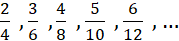 2/4 , 3/6 , 4/8 , 5/10 , 6/12 , ...